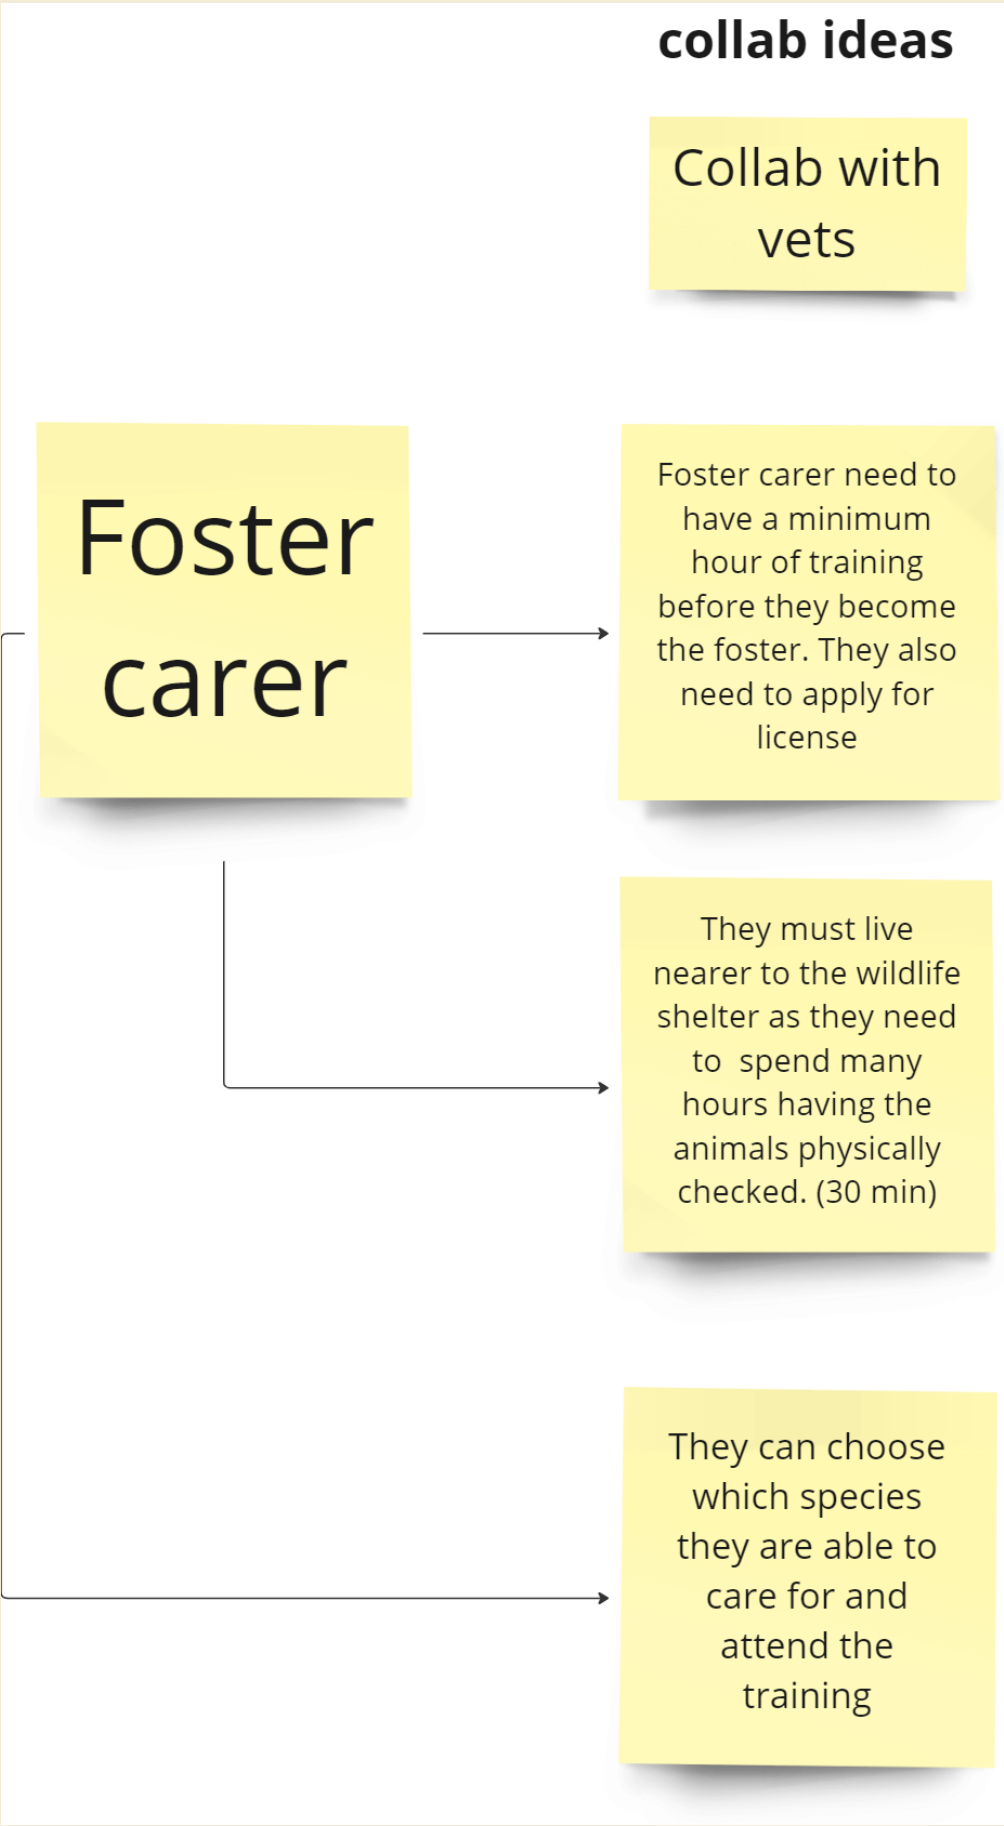 collab ideas
Collab with
vets
Foster
carer
Foster carer need to
have a minimum
hour of training
before they become
the foster. They also
need to apply for
license
They must live
nearer to the wildlife
shelter as they need
to  spend many
hours having the
animals physically
checked. (30 min)
They can choose
which species
they are able to
care for and
attend the
training